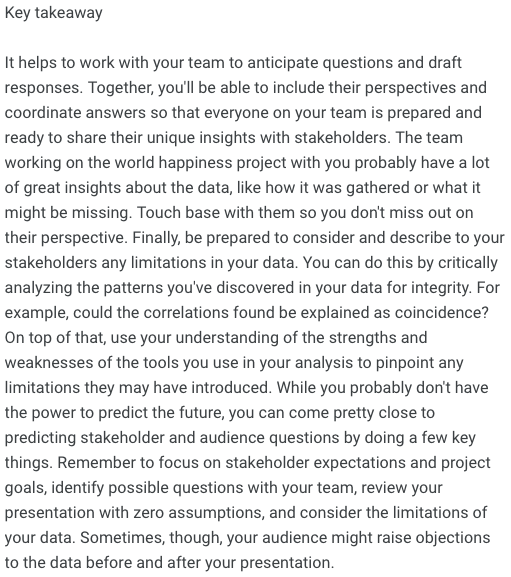 Key takeaway
It helps to work with your team to anticipate questions and draft
responses. Together, you'll be able to include their perspectives and
coordinate answers so that everyone on your team is prepared and
ready to share their unique insights with stakeholders. The team
working on the world happiness project with you probably have a lot
of great insights about the data, like how it was gathered or what it
might be missing. Touch base with them so you don't miss out on
their perspective. Finally, be prepared to consider and describe to your
stakeholders any limitations in your data. You can do this by critically
analyzing the patterns you've discovered in your data for integrity. For
example, could the correlations found be explained as coincidence?
On top of that, use your understanding of the strengths and
weaknesses of the tools you use in your analysis to pinpoint any
limitations they may have introduced. While you probably don't have
the power to predict the future, you can come pretty close to
predicting stakeholder and audience questions by doing a few key
things. Remember to focus on stakeholder expectations and project
goals, identify possible questions with your team, review your
presentation with zero assumptions, and consider the limitations of
your data. Sometimes, though, your audience might raise objections
to the data before and after your presentation.